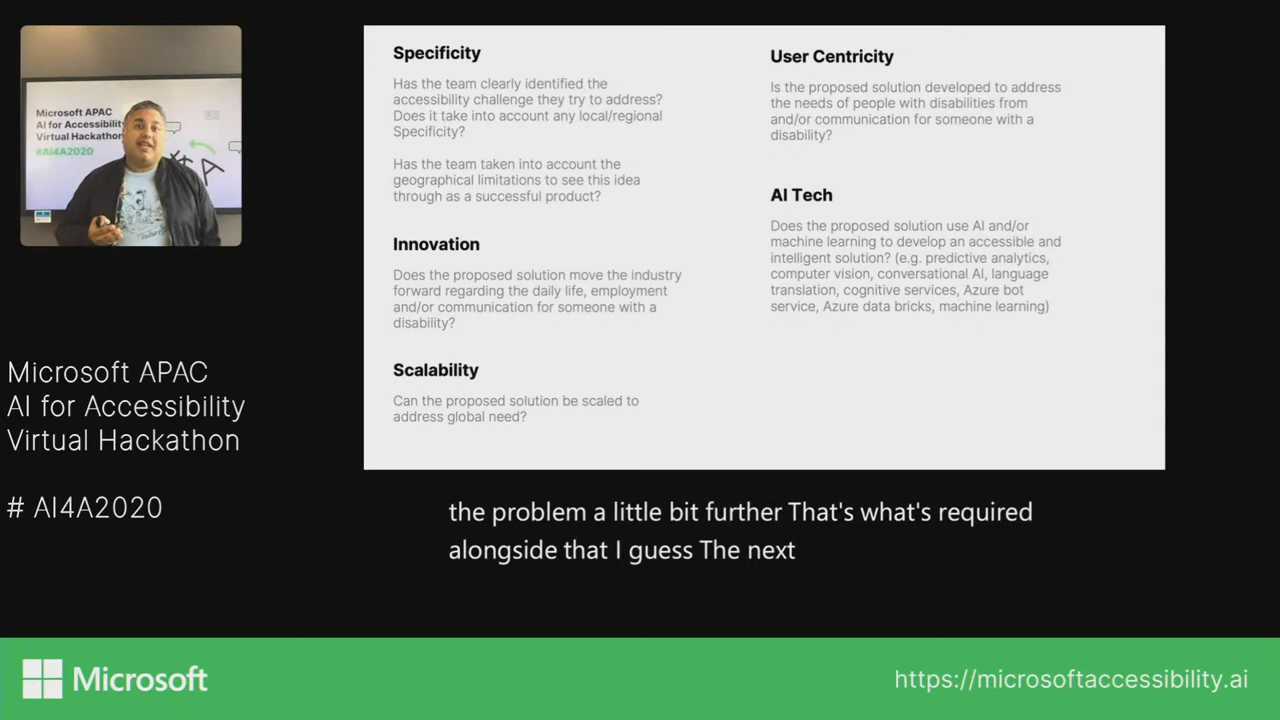 Microsoft APAC
AI for Accessibility
Virtual Hackathon
#AI4A2020
A
Specificity
Has the team clearly identified the
accessibility challenge they try to address?
Does it take into account any local/regional
Specificity?
Has the team taken into account the
geographical limitations to see this idea
through as a successful product?
Innovation
Does the proposed solution move the industry
forward regarding the daily life, employment
and/or communication for someone with a
disability?
Scalability
Can the proposed solution be scaled to
address global need?
User Centricity
Is the proposed solution developed to address
the needs of people with disabilities from
and/or communication for someone with a
disability?
AI Tech
Does the proposed solution use AI and/or
machine learning to develop an accessible and
intelligent solution? (e.g. predictive analytics,
computer vision, conversational AI, language
translation, cognitive services, Azure bot
service, Azure data bricks, machine learning)
Microsoft APAC
AI for Accessibility
Virtual Hackathon
# AI4A2020
the problem a little bit further That's what's required
alongside that I guess The next
Microsoft
https://microsoftaccessibility.ai